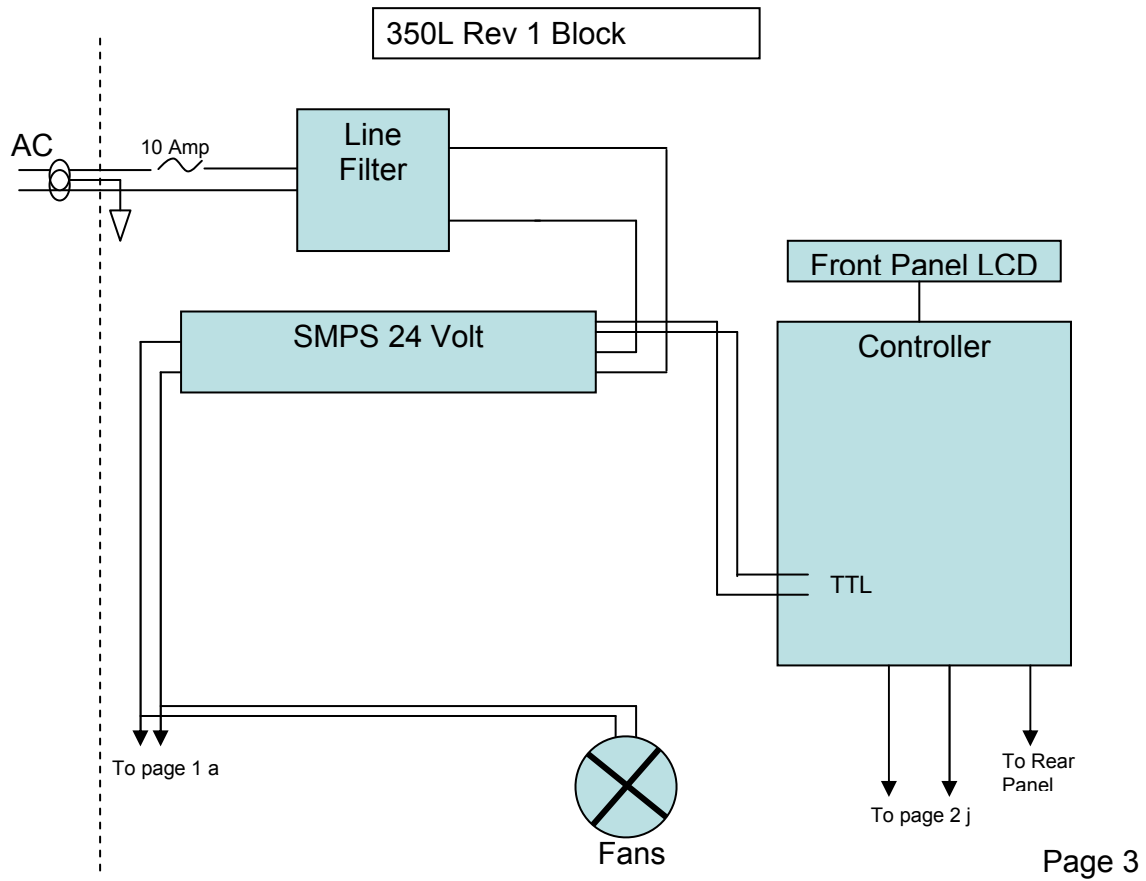 350L Rev 1 Block
AC
10 Amp
Line
Filter
Front Panel LCD
SMPS 24 Volt
Controller
TTL
To page 1 a
To Rear
Panel
To page 2 j
Fans
Page 3